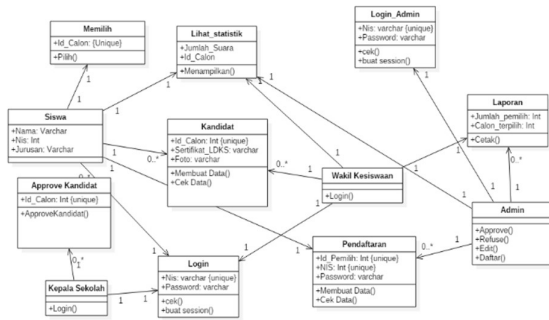 Memilih
+Id_Calon: {Unique}
+Pilih()
Lihat_statistik
+Jumlah_Suara
+Id_Calon
+Menampilkan()
Login_Admin
+Nis: varchar {unique}
+Password: varchar
+cek()
+buat session()
Siswa
+Nama: Varchar
+Nis: Int
+Jurusan: Varchar
Kandidat
+Id_Calon: Int {unique}
+Sertifikat_LDKS: varchar
+Foto: varchar
+Membuat Data()
+Cek Data()
Laporan
+Jumlah_pemilih: Int
+Calon_terpilih: Int
+Cetak()
Wakil Kesiswaan
+Login()
Approve Kandidat
+Id_Calon: Int {unique}
+ApproveKandidat()
Admin
+Approve()
+Refuse()
+Edit()
+Daftar()
Pendaftaran
+Id_Pemilih: Int {unique}
+NIS: Int {unique}
+Password: varchar
+Membuat Data()
+Cek Data()
Login
+Nis: varchar {unique}
+Password: varchar
+cek()
+buat session()
Kepala Sekolah
+Login()
1
1
1
1
1
1
1
1
0..*
0..*
1
1
1
0..*
1
1
1
1
1
0..*
1
1
1
1